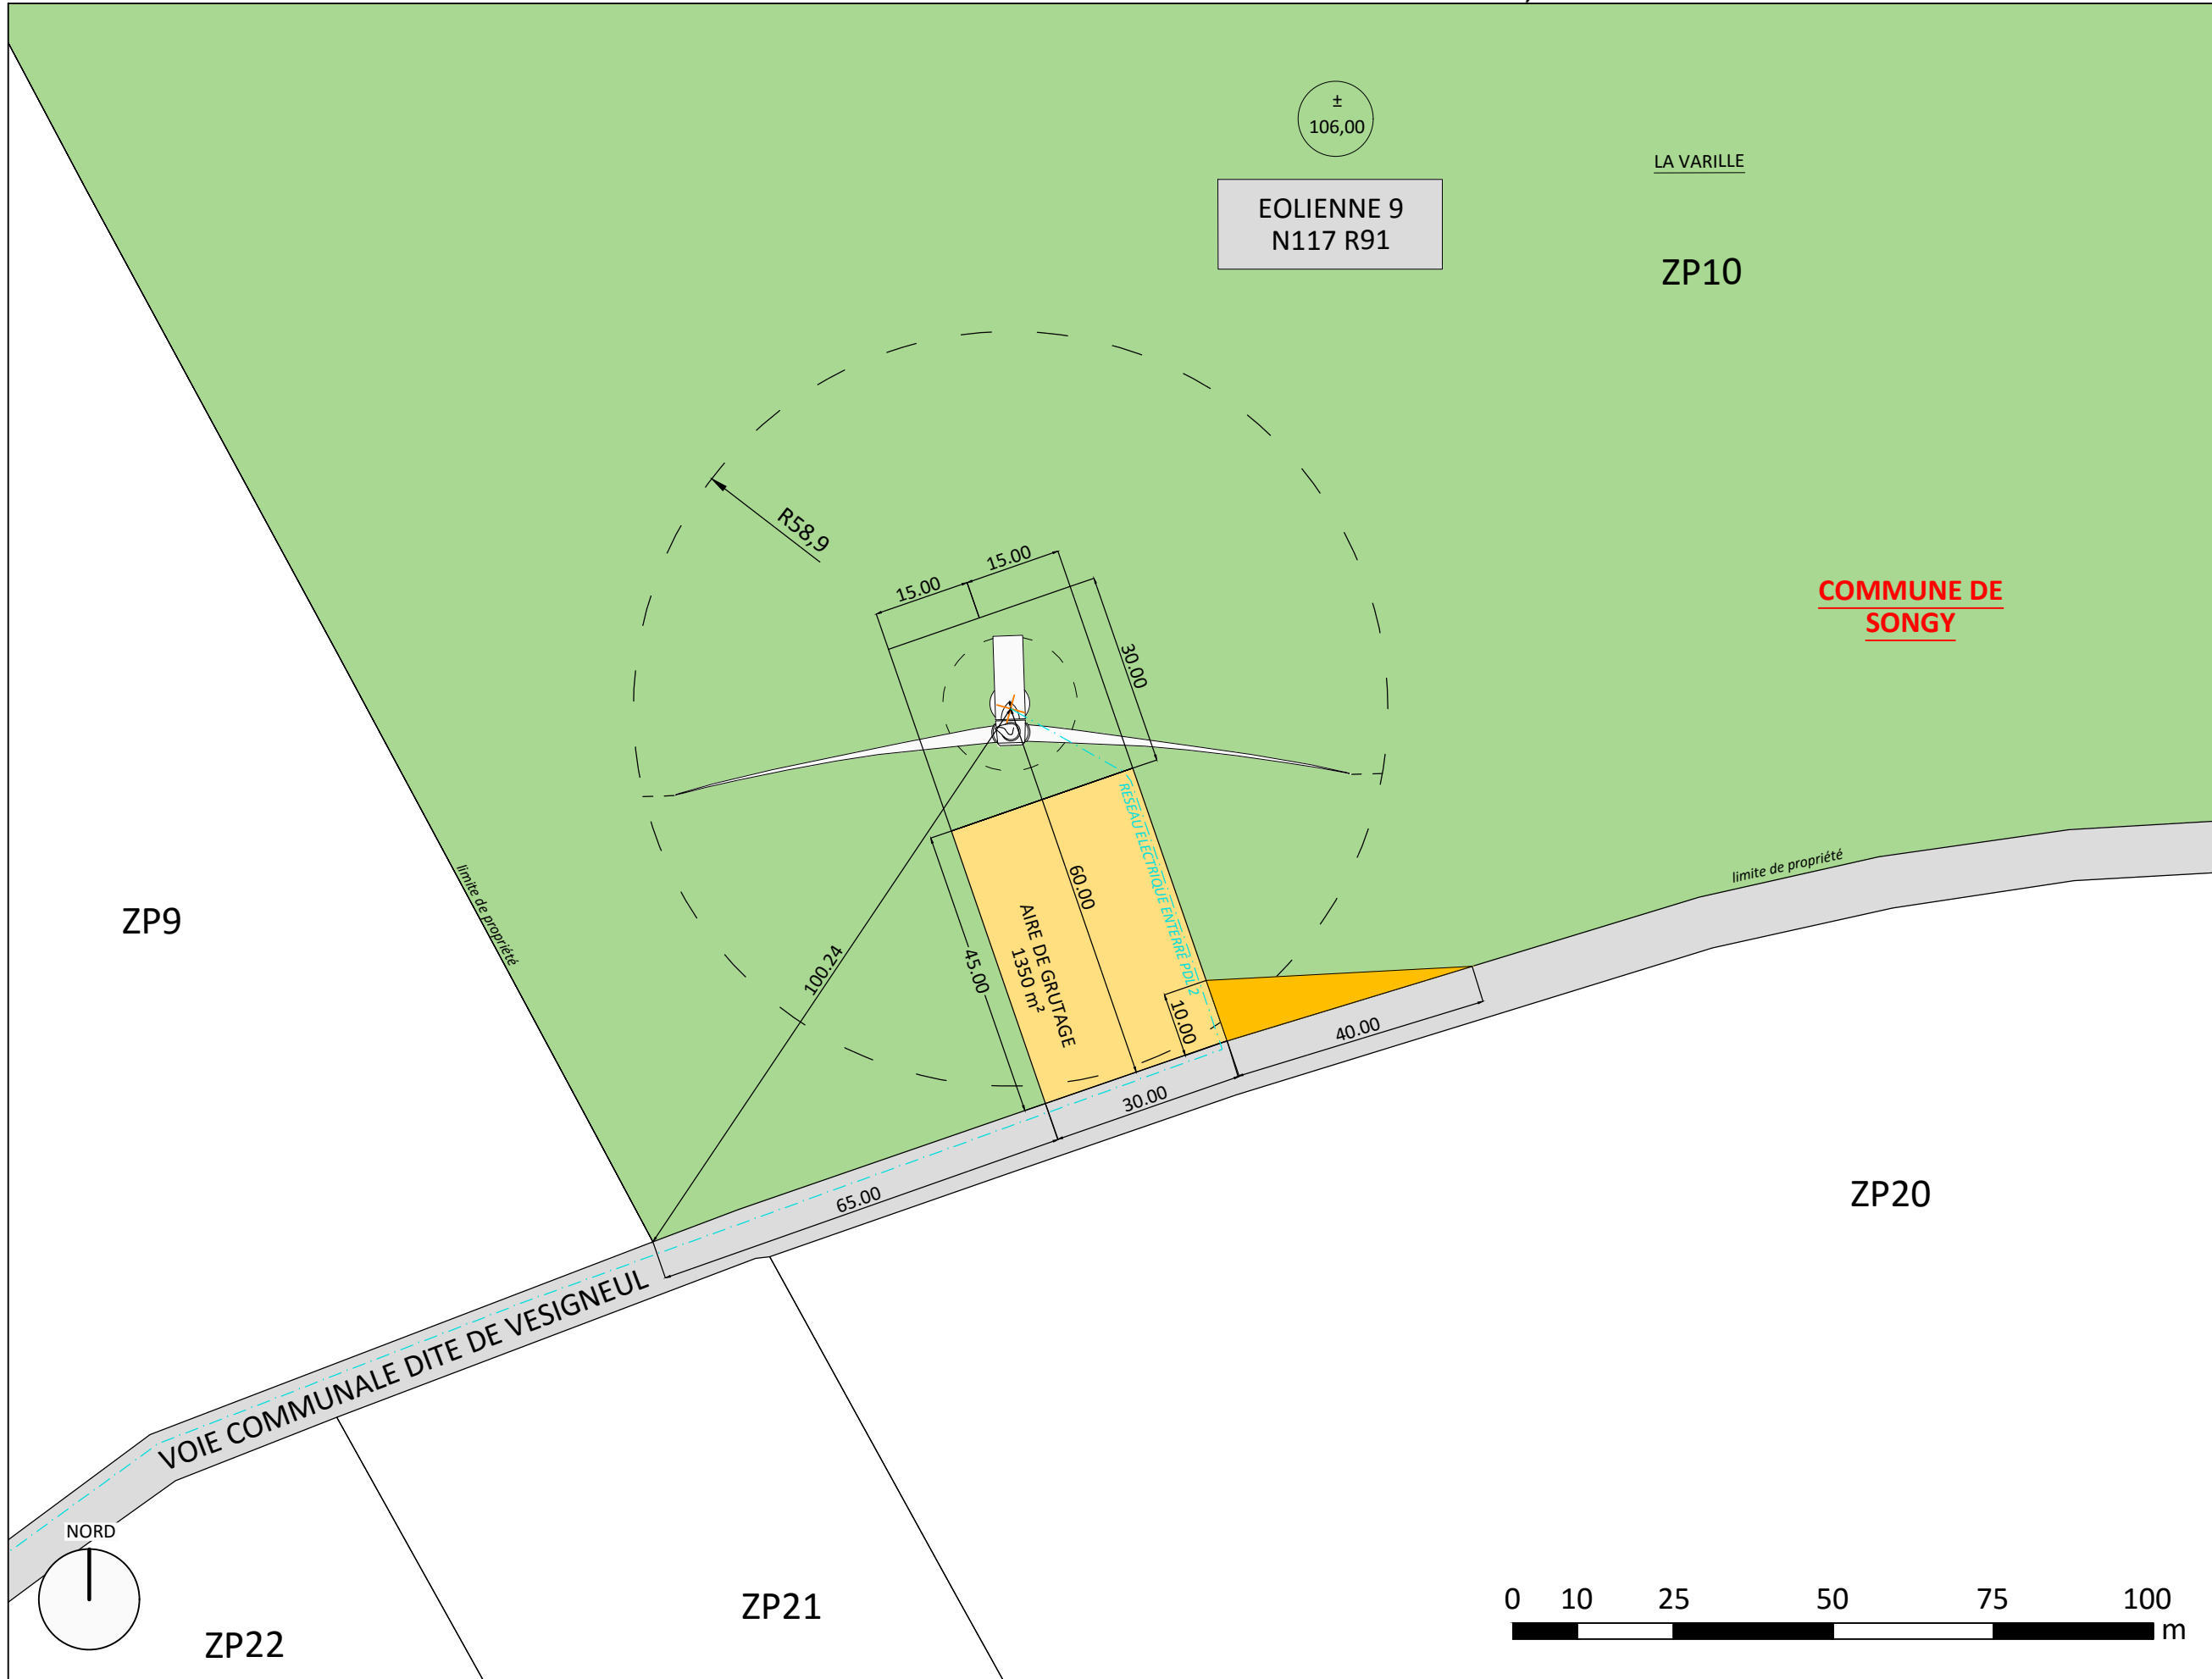 ±
106,00
LA VARILLE
EOLIENNE 9
N117 R91
ZP10
R58,9
15.00
15.00
30.00
COMMUNE DE
SONGY
limite de propriété
limite de propriété
ZP9
RESEAU ELECTRIQUE ENTERRE PDL2
60.00
45.00
AIRE DE GRUTAGE
1350 m²
100.24
10.00
40.00
30.00
65.00
ZP20
VOIE COMMUNALE DITE DE VESIGNEUL
NORD
ZP21
ZP22
0 10 25 50 75 100
m